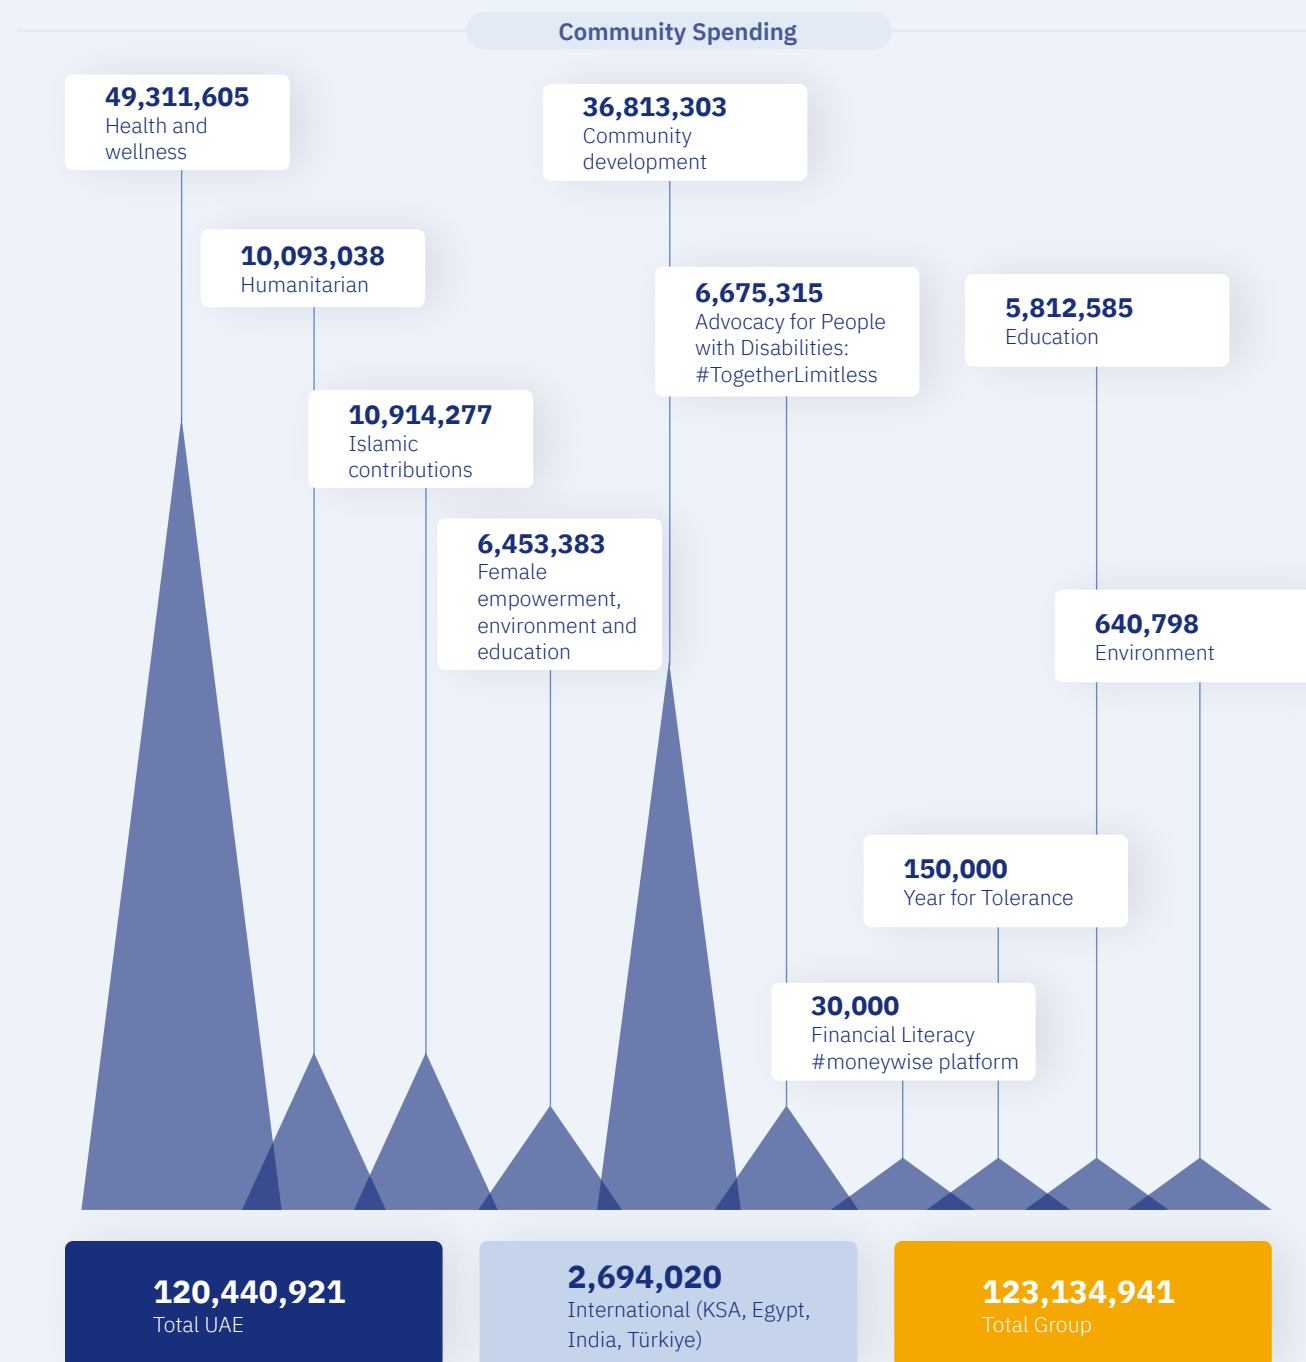 Community Spending
49,311,605
Health and
wellness
36,813,303
Community
development
10,093,038
Humanitarian
6,675,315
Advocacy for People
with Disabilities:
#TogetherLimitless
5,812,585
Education
10,914,277
Islamic
contributions
6,453,383
Female
empowerment,
environment and
education
640,798
Environment
150,000
Year for Tolerance
30,000
Financial Literacy
#moneywise platform
120,440,921
Total UAE
2,694,020
International (KSA, Egypt,
India, Türkiye)
123,134,941
Total Group